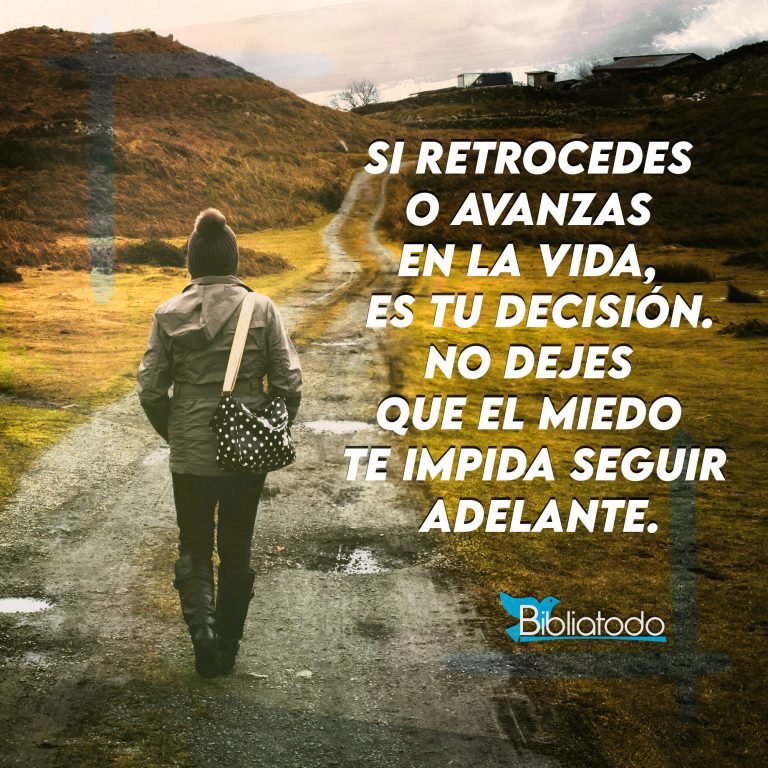 SI RETROCEDES
O AVANZAS
EN LA VIDA,
ES TU DECISIÓN.
NO DEJES
QUE EL MIEDO
TE IMPIDA SEGUIR
ADELANTE.
Bibliatodo